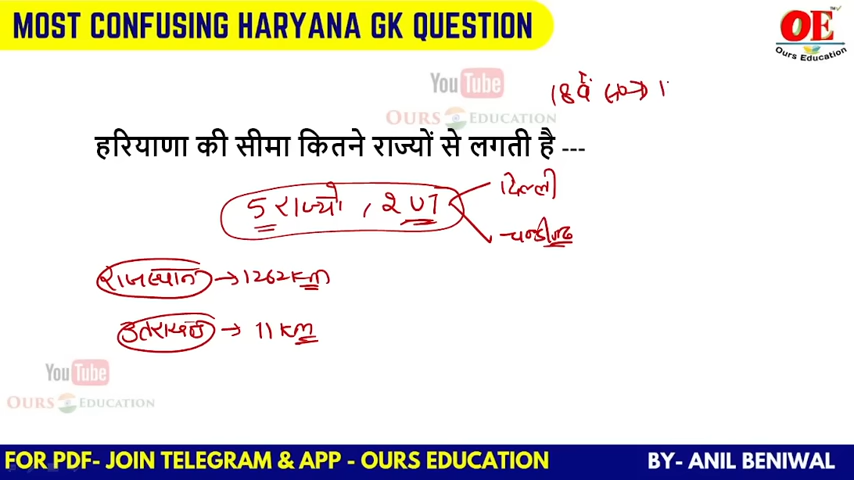 MOST CONFUSING HARYANA GK QUESTION
OE
Ours Education
YouTube
OURS EDUCATION
18वें
हरियाणा की सीमा कितने राज्यों से लगती है ---
5 राज्यों , 2 UT
दिल्ली
चण्डीगढ़
राजस्थान → 1262 km
उत्तराखण्ड → 11 km
YouTube
OURS EDUCATION
FOR PDF- JOIN TELEGRAM & APP - OURS EDUCATION
BY- ANIL BENIWAL